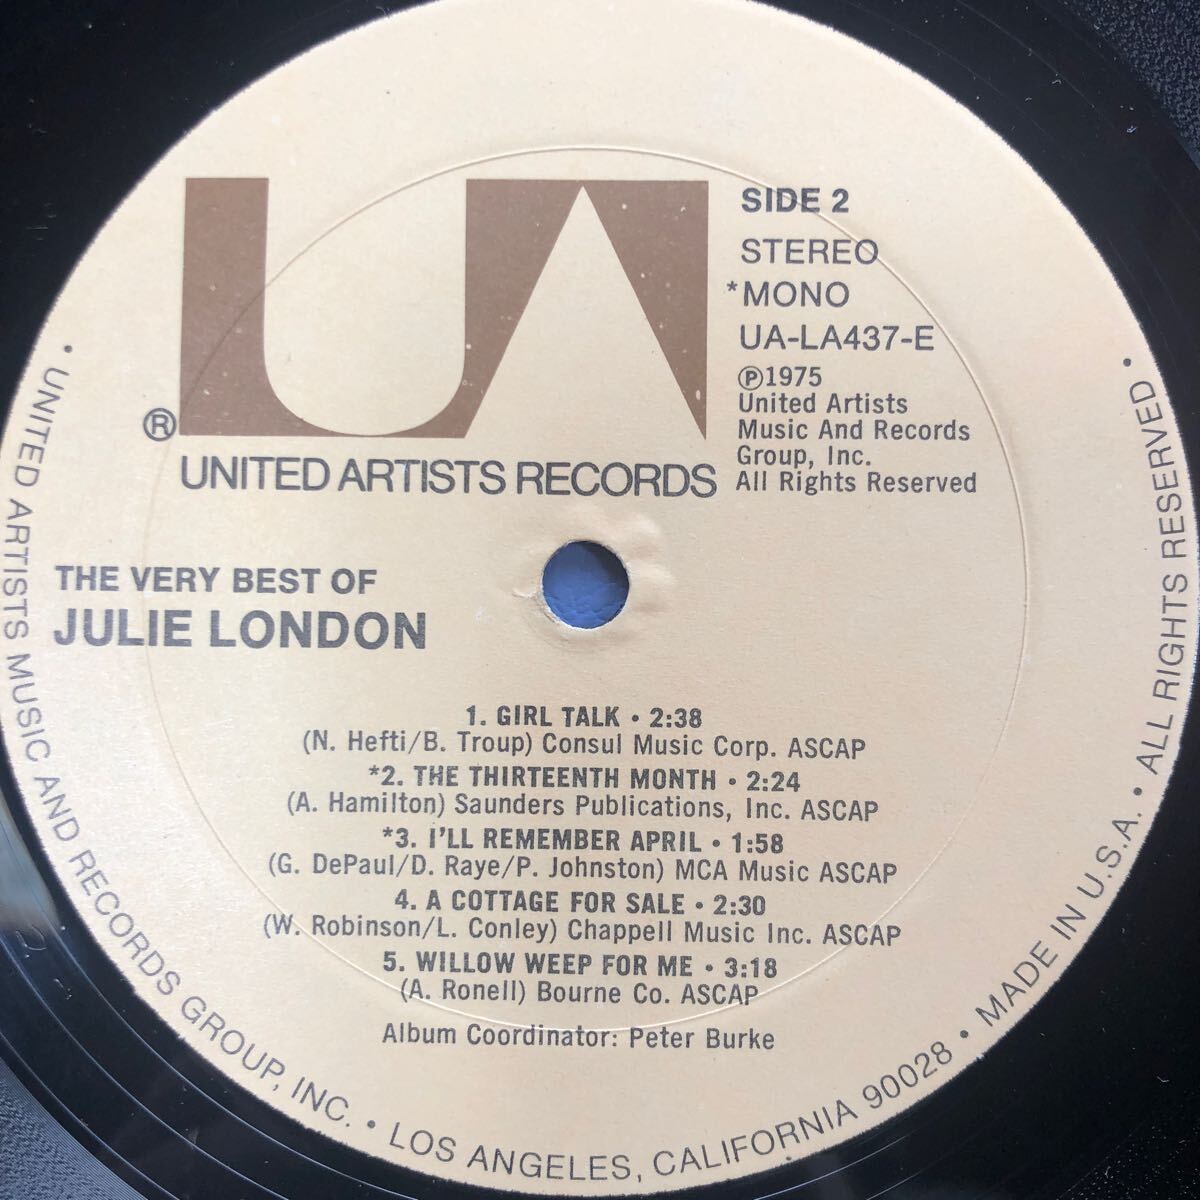 SIDE 2
STEREO
*MONO
UA-LA437-E
Ⓟ1975
United Artists
Music And Records
Group, Inc.
All Rights Reserved
UA
®
UNITED ARTISTS RECORDS
THE VERY BEST OF
JULIE LONDON
1. GIRL TALK • 2:38
(N. Hefti/B. Troup) Consul Music Corp. ASCAP
*2. THE THIRTEENTH MONTH • 2:24
(A. Hamilton) Saunders Publications, Inc. ASCAP
*3. I'LL REMEMBER APRIL • 1:58
(G. DePaul/D. Raye/P. Johnston) MCA Music ASCAP
4. A COTTAGE FOR SALE • 2:30
(W. Robinson/L. Conley) Chappell Music Inc. ASCAP
5. WILLOW WEEP FOR ME • 3:18
(A. Ronell) Bourne Co. ASCAP
Album Coordinator: Peter Burke
• UNITED ARTISTS MUSIC AND RECORDS GROUP, INC. • LOS ANGELES, CALIFORNIA 90028 • MADE IN U.S.A. • ALL RIGHTS RESERVED •